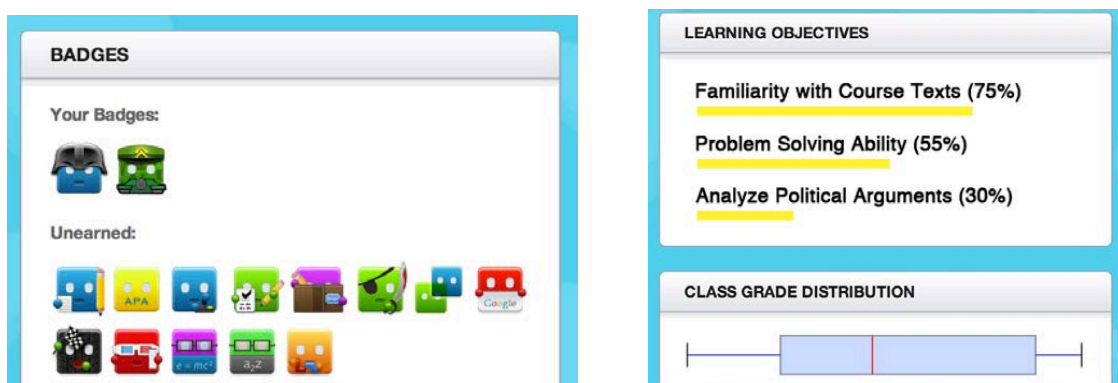 BADGES
Your Badges:
Unearned:
APA
Google
e = mc²
a₂z
LEARNING OBJECTIVES
Familiarity with Course Texts (75%)
Problem Solving Ability (55%)
Analyze Political Arguments (30%)
CLASS GRADE DISTRIBUTION